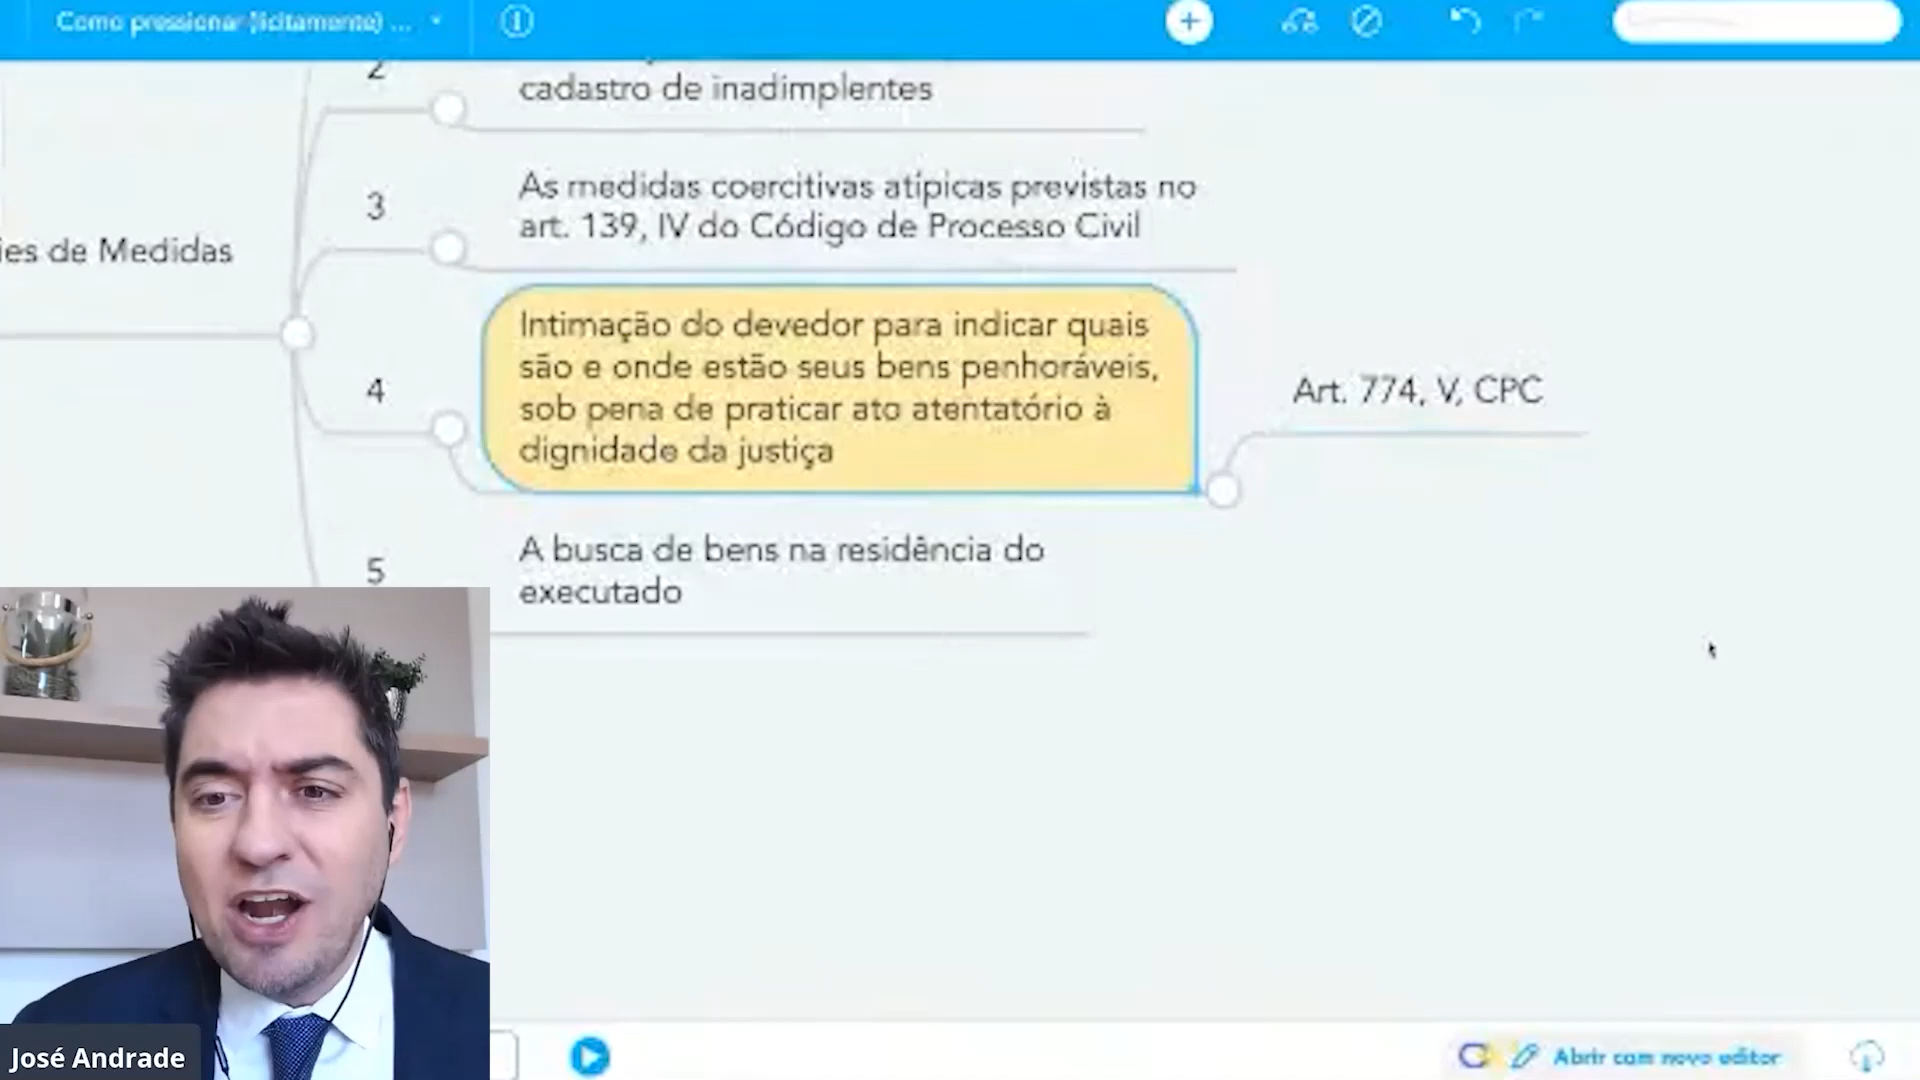 Como pressionar (licitamente) ...
2
cadastro de inadimplentes
3
As medidas coercitivas atípicas previstas no
art. 139, IV do Código de Processo Civil
ies de Medidas
4
Intimação do devedor para indicar quais
são e onde estão seus bens penhoráveis,
sob pena de praticar ato atentatório à
dignidade da justiça
Art. 774, V, CPC
5
A busca de bens na residência do
executado
José Andrade
Abrir com novo editor